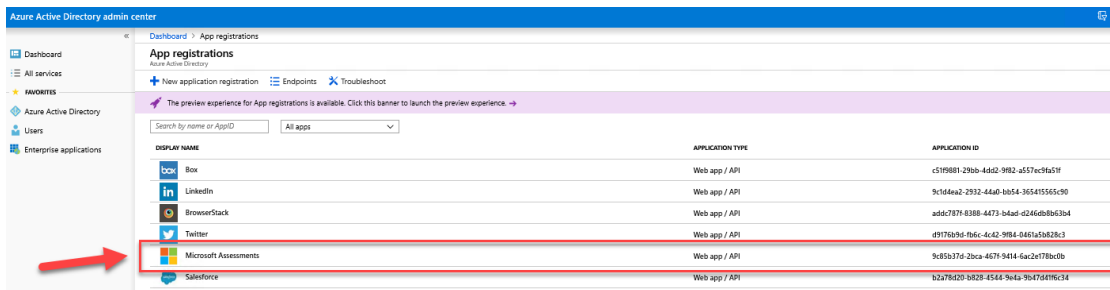 Azure Active Directory admin center
«
Dashboard > App registrations
Dashboard
App registrations
Azure Active Directory
All services
New application registration Endpoints Troubleshoot
FAVORITES
The preview experience for App registrations is available. Click this banner to launch the preview experience. →
Azure Active Directory
Search by name or AppID All apps
Users
Enterprise applications
DISPLAY NAME APPLICATION TYPE APPLICATION ID
box Box Web app / API c51f9881-29bb-4dd2-9f82-a557ec9fa51f
in LinkedIn Web app / API 9c1d4ea2-2932-44a0-bb54-365415565c90
BrowserStack Web app / API addc787f-8388-4473-b4ad-d246db8b63b4
Twitter Web app / API d9176b9d-fb6c-4c42-9f84-0461a5b828c3
Microsoft Assessments Web app / API 9c85b37d-2bca-467f-9414-6ac2e178bc0b
Salesforce Web app / API b2a78d20-b828-4544-9e4a-9b47d41f6c34